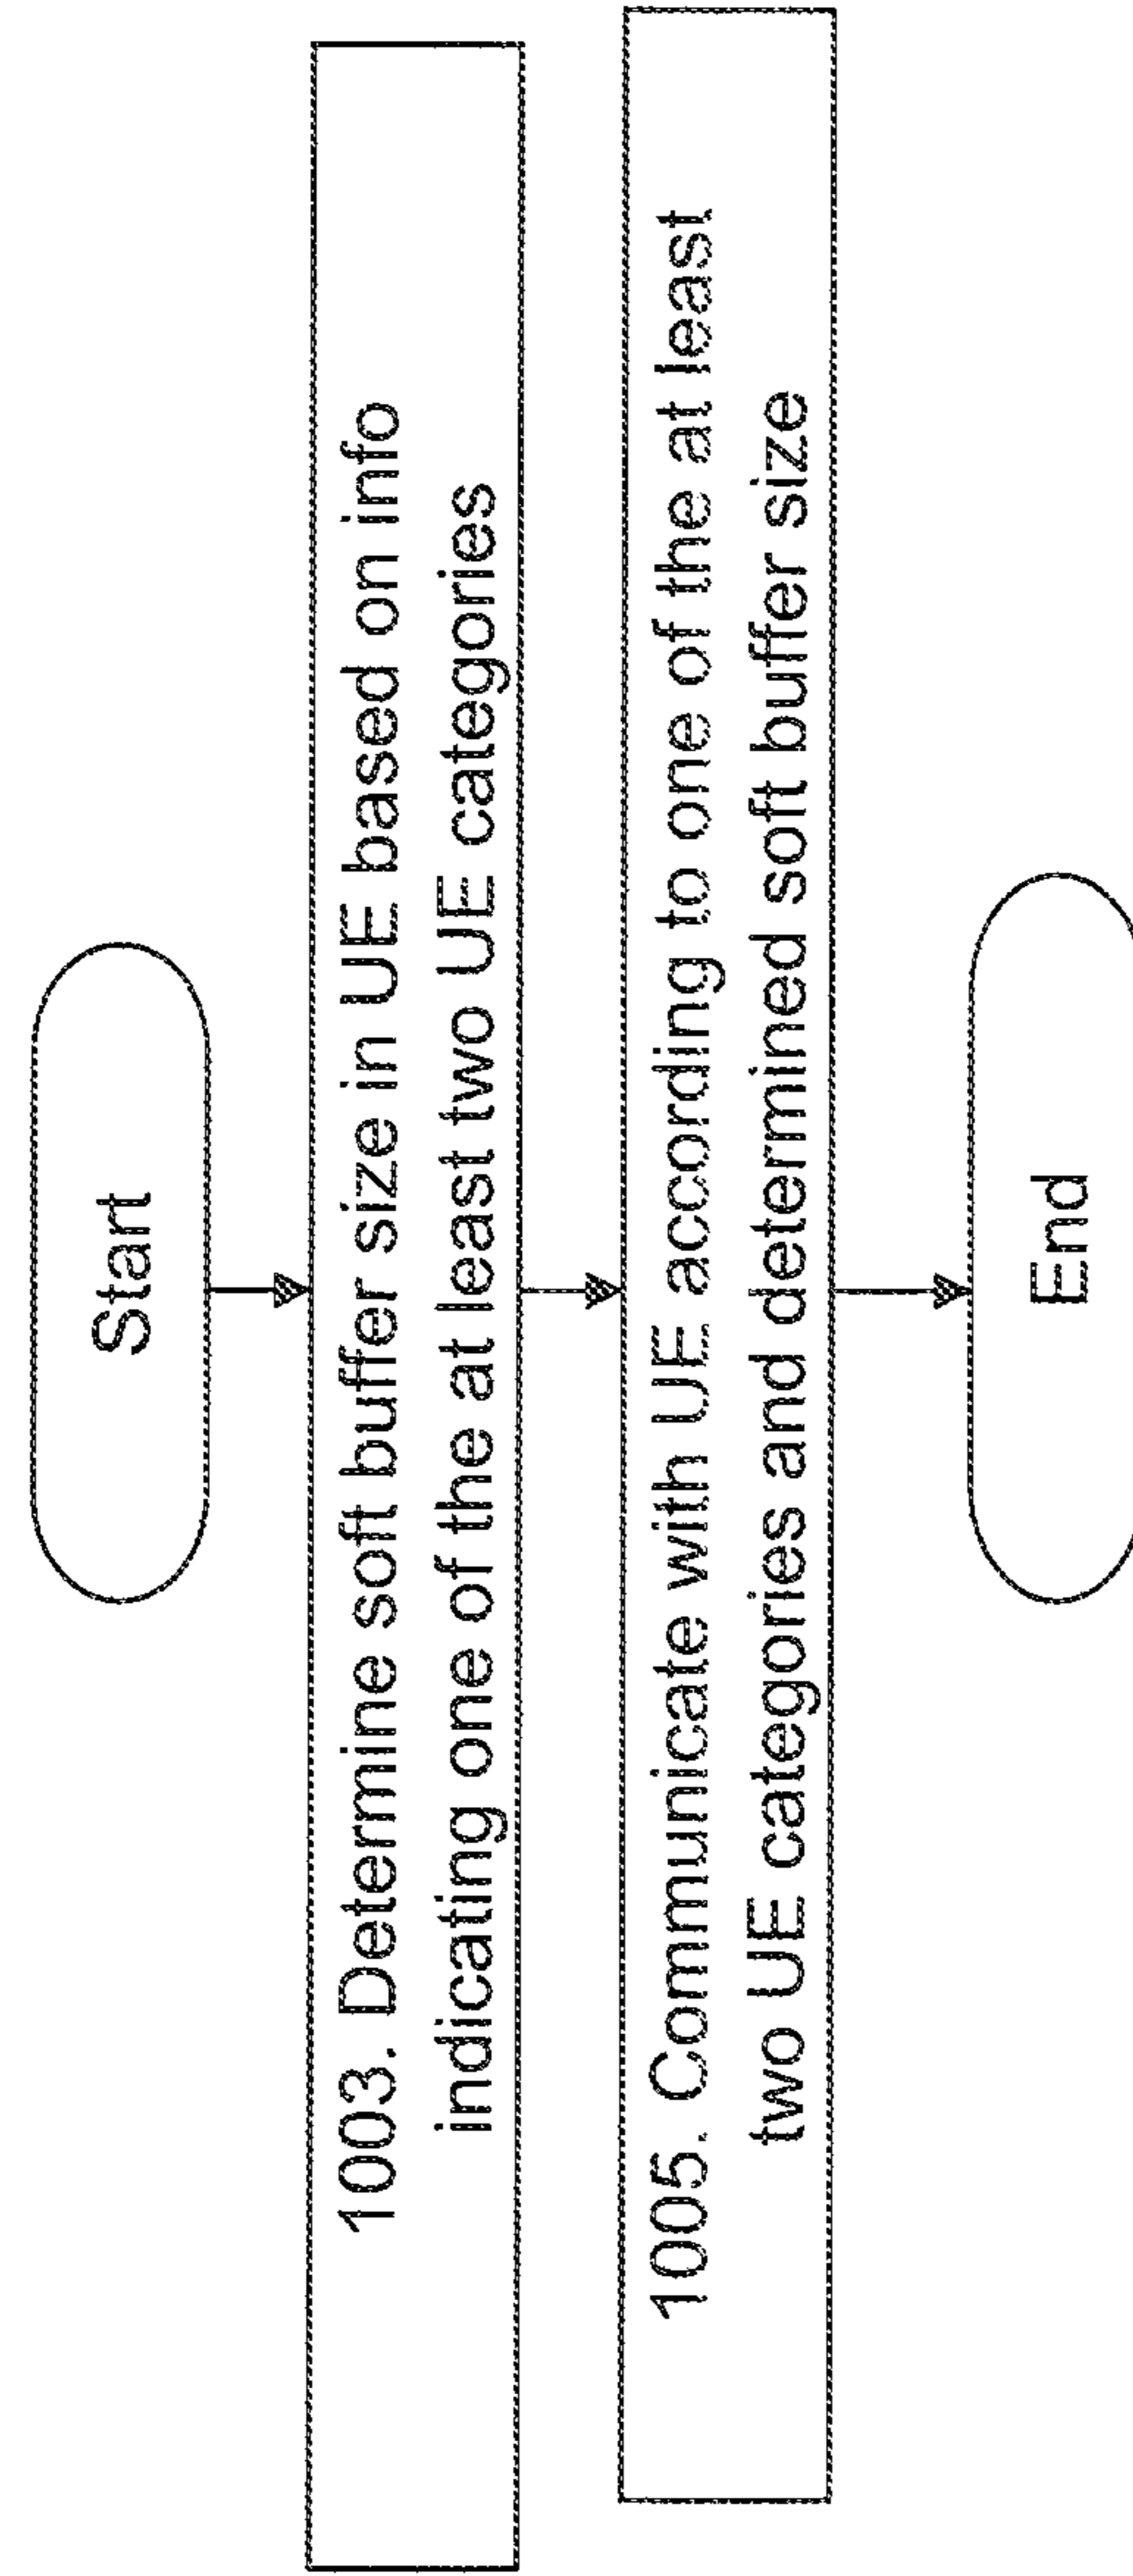 Start
1003. Determine soft buffer size in UE based on info
indicating one of the at least two UE categories
1005. Communicate with UE according to one of the at least
two UE categories and determined soft buffer size
End